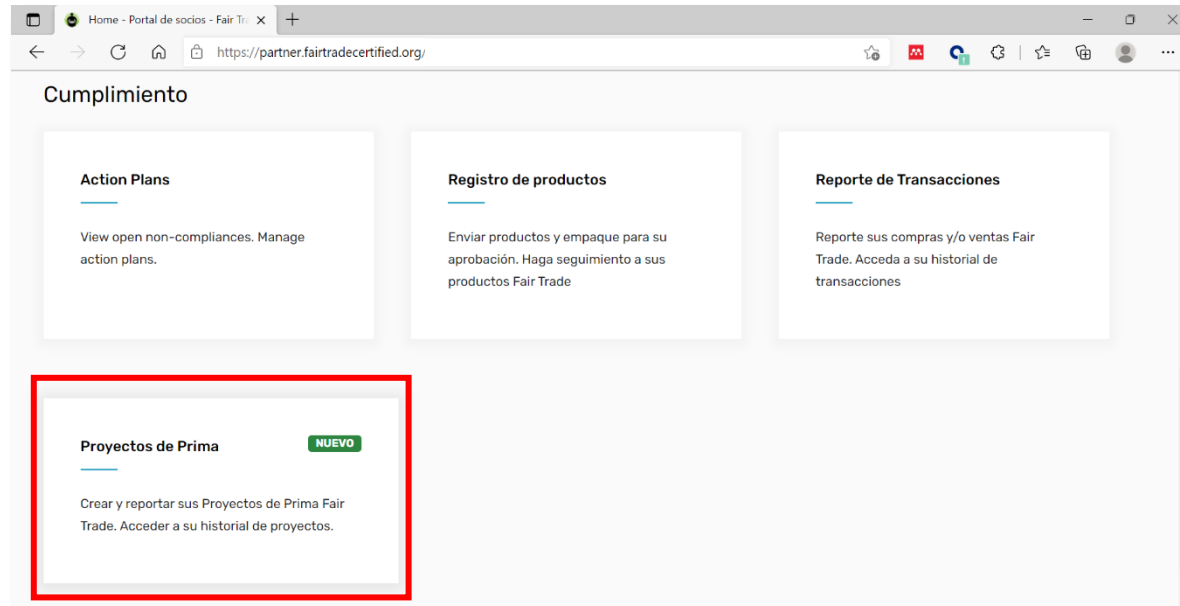 Home - Portal de socios - Fair Tr
https://partner.fairtradecertified.org/
Cumplimiento
Action Plans
View open non-compliances. Manage
action plans.
Registro de productos
Enviar productos y empaque para su
aprobación. Haga seguimiento a sus
productos Fair Trade
Reporte de Transacciones
Reporte sus compras y/o ventas Fair
Trade. Acceda a su historial de
transacciones
Proyectos de Prima
NUEVO
Crear y reportar sus Proyectos de Prima Fair
Trade. Acceder a su historial de proyectos.